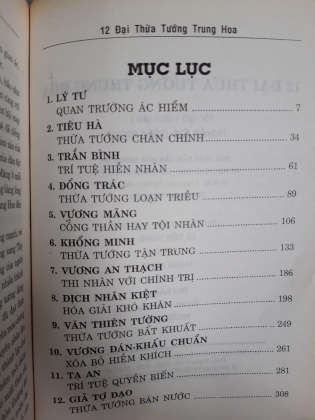 12 Đại Thừa Tướng Trung Hoa
MỤC LỤC
1. LÝ TƯ
QUAN TRƯỜNG ÁC HIỂM 7
2. TIÊU HÀ
THỪA TƯỚNG CHÂN CHÍNH 34
3. TRẦN BÌNH
TRÍ TUỆ HIỀN NHÂN 61
4. ĐỔNG TRÁC
THỪA TƯỚNG LOẠN TRIỀU 89
5. VƯƠNG MÃNG
CÔNG THẦN HAY TỘI NHÂN 106
6. KHỔNG MINH
THỪA TƯỚNG TẬN TRUNG 133
7. VƯƠNG AN THẠCH
THI NHÂN VỚI CHÍNH TRỊ 186
8. ĐỊCH NHÂN KIỆT
HÓA GIẢI KHÓ KHĂN 198
9. VĂN THIÊN TƯỜNG
THỪA TƯỚNG BẤT KHUẤT 249
10. VƯƠNG ĐÁN-KHẤU CHUẨN
XÓA BỎ HIỀM KHÍCH 261
11. TẠ AN
TRÍ TUỆ QUYỀN BIẾN 281
12. GIẢ TỢ ĐẠO
THỪA TƯỚNG BÁN NƯỚC 308